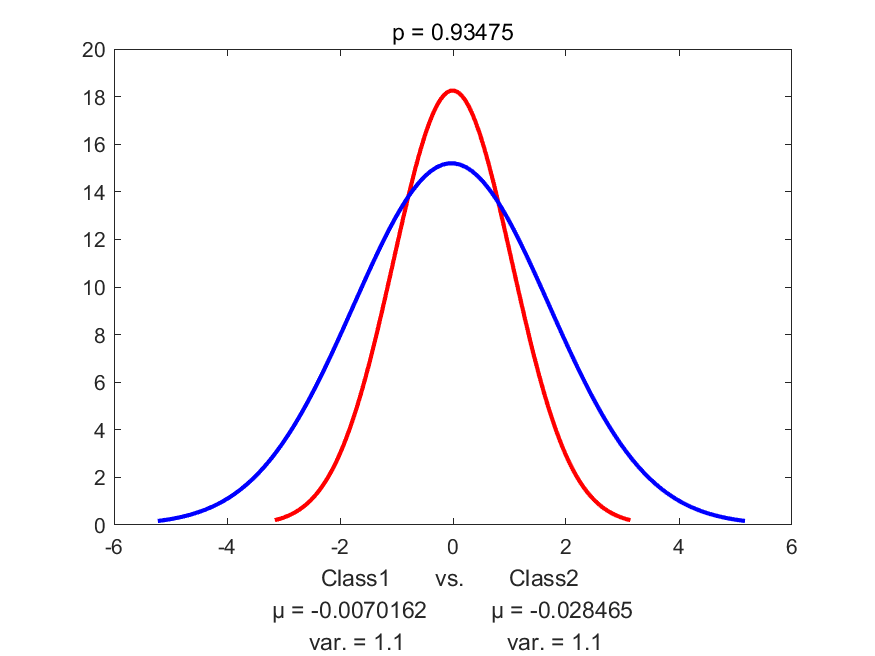 p = 0.93475
20
18
16
14
12
10
8
6
4
2
0
-6 -4 -2 0 2 4 6
Class1 vs. Class2
μ = -0.0070162 μ = -0.028465
var. = 1.1 var. = 1.1